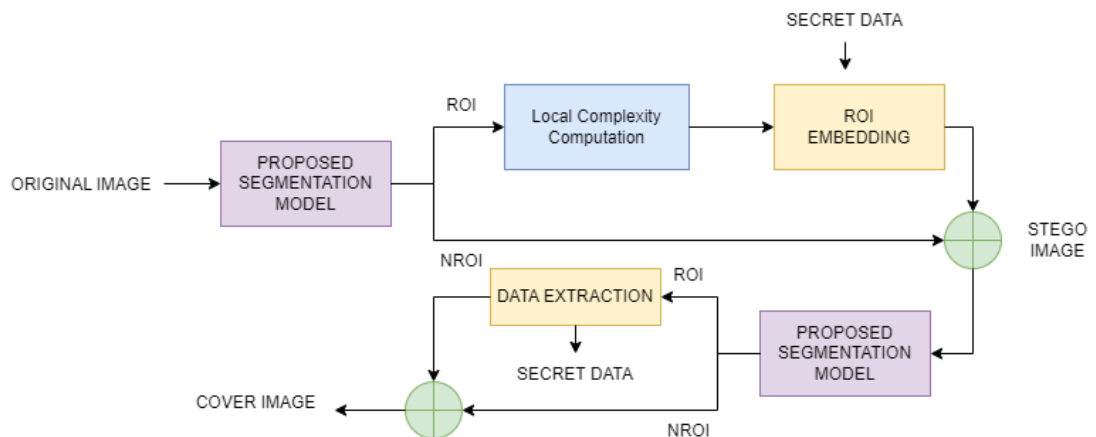 SECRET DATA
ROI
Local Complexity
Computation
ROI
EMBEDDING
ORIGINAL IMAGE
PROPOSED
SEGMENTATION
MODEL
STEGO
IMAGE
NROI
ROI
DATA EXTRACTION
PROPOSED
SEGMENTATION
MODEL
SECRET DATA
COVER IMAGE
NROI